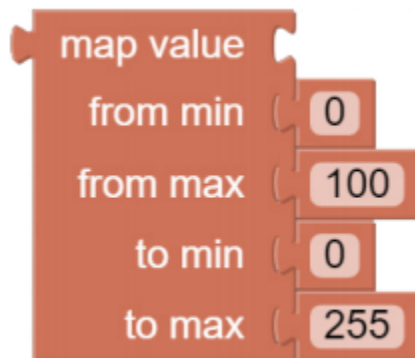 map value
from min 0
from max 100
to min 0
to max 255